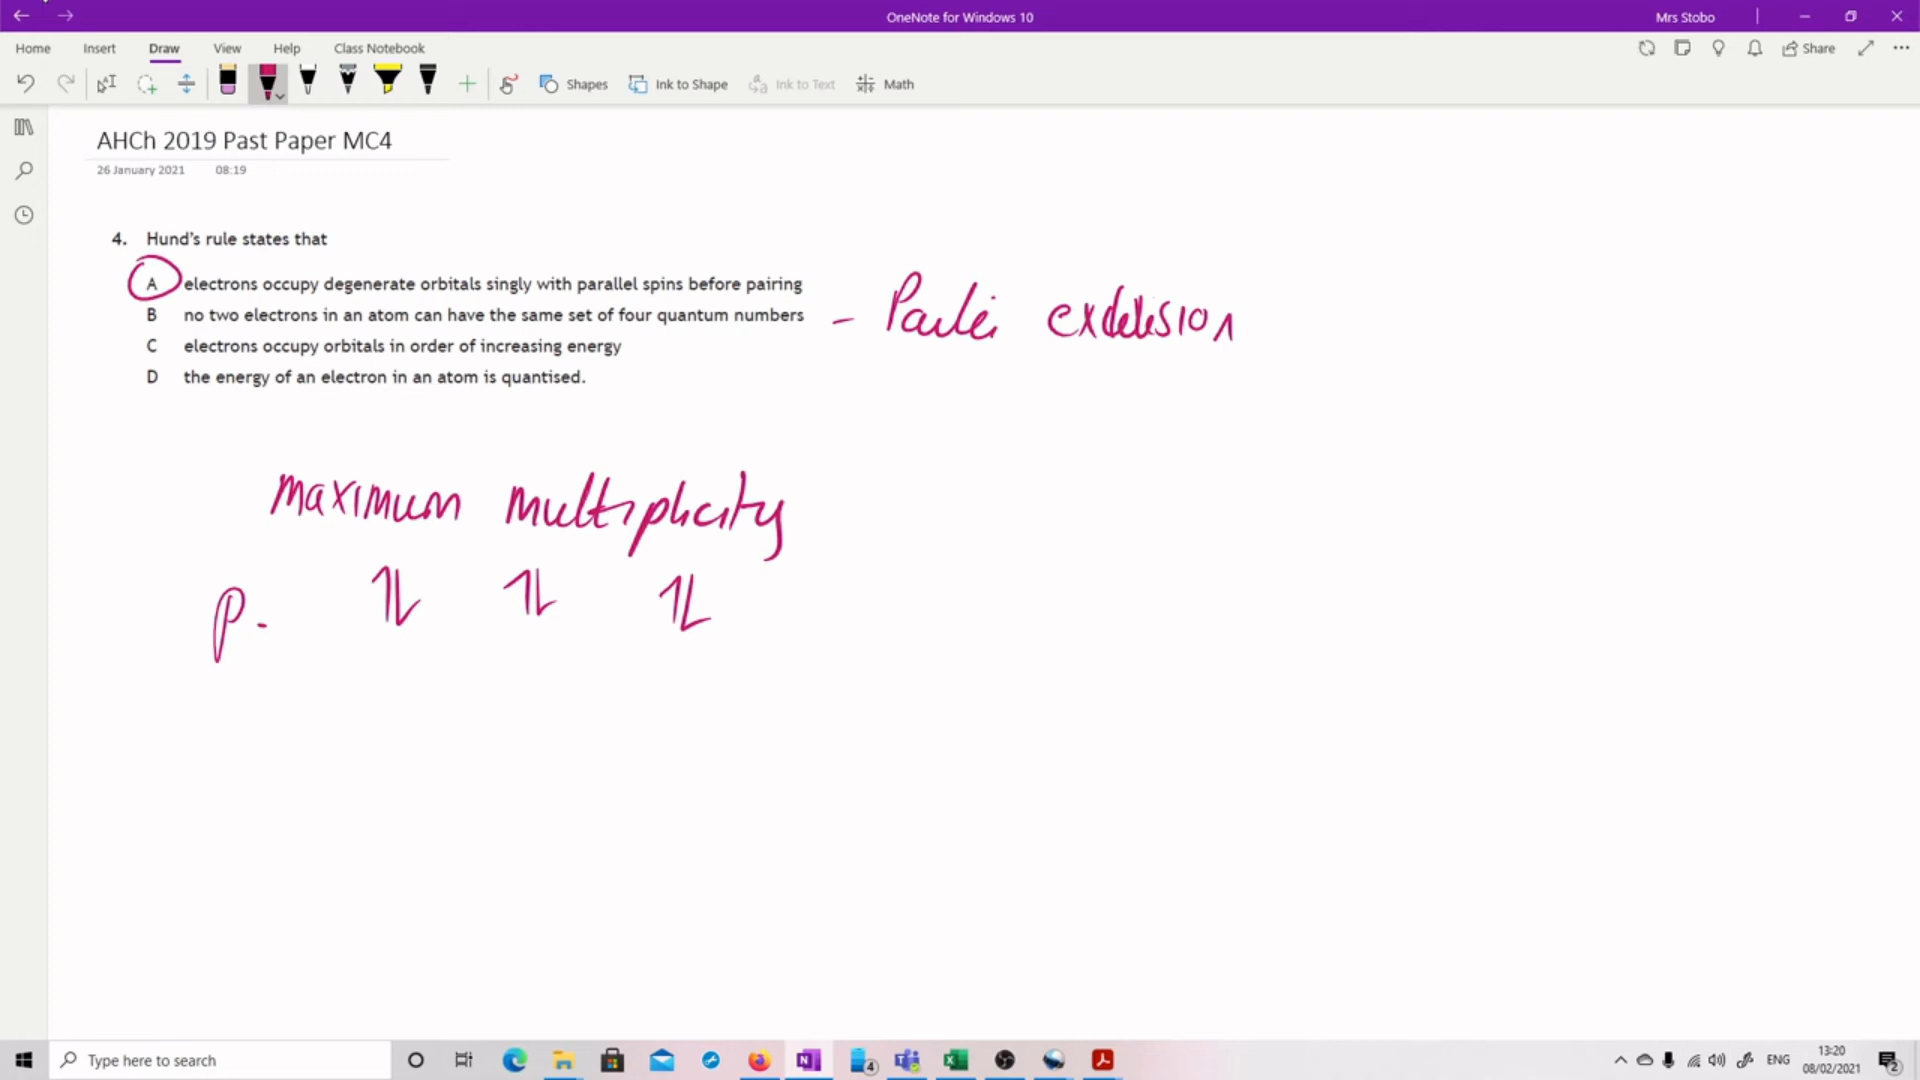 OneNote for Windows 10
Mrs Stobo
Home Insert Draw View Help Class Notebook
Share
Shapes Ink to Shape Ink to Text Math
AHCh 2019 Past Paper MC4
26 January 2021 08:19
4. Hund's rule states that
A electrons occupy degenerate orbitals singly with parallel spins before pairing
B no two electrons in an atom can have the same set of four quantum numbers
C electrons occupy orbitals in order of increasing energy
D the energy of an electron in an atom is quantised.
-
maximum multiplicity
p.
Type here to search
4
ENG
13:20
08/02/2021
2